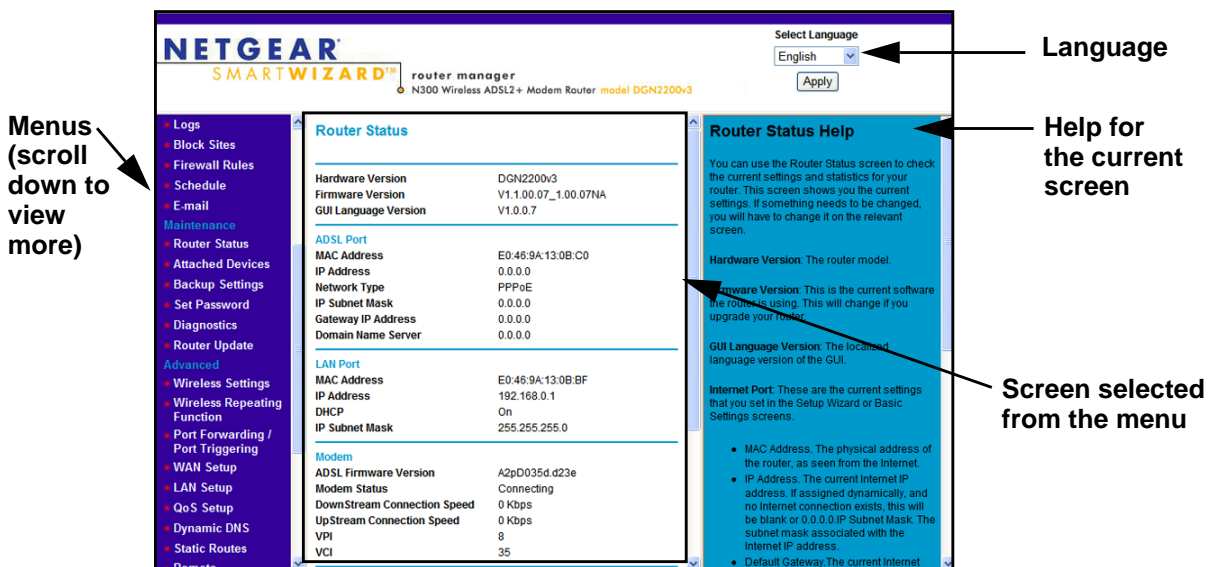 NETGEAR®
SMARTWIZARD™
router manager
N300 Wireless ADSL2+ Modem Router model DGN2200v3
Select Language
English
Apply
Language
Menus
(scroll
down to
view
more)
Logs
Block Sites
Firewall Rules
Schedule
E-mail
Maintenance
Router Status
Attached Devices
Backup Settings
Set Password
Diagnostics
Router Update
Advanced
Wireless Settings
Wireless Repeating
Function
Port Forwarding /
Port Triggering
WAN Setup
LAN Setup
QoS Setup
Dynamic DNS
Static Routes
Remote
Router Status
Hardware Version DGN2200v3
Firmware Version V1.1.00.07_1.00.07NA
GUI Language Version V1.0.0.7
ADSL Port
MAC Address E0:46:9A:13:0B:C0
IP Address 0.0.0.0
Network Type PPPoE
IP Subnet Mask 0.0.0.0
Gateway IP Address 0.0.0.0
Domain Name Server 0.0.0.0
LAN Port
MAC Address E0:46:9A:13:0B:BF
IP Address 192.168.0.1
DHCP On
IP Subnet Mask 255.255.255.0
Modem
ADSL Firmware Version A2pD035d.d23e
Modem Status Connecting
DownStream Connection Speed 0 Kbps
UpStream Connection Speed 0 Kbps
VPI 8
VCI 35
Router Status Help
You can use the Router Status screen to check
the current settings and statistics for your
router. This screen shows you the current
settings. If something needs to be changed,
you will have to change it on the relevant
screen.
Hardware Version: The router model.
Firmware Version: This is the current software
the router is using. This will change if you
upgrade your router.
GUI Language Version: The localized
language version of the GUI.
Internet Port: These are the current settings
that you set in the Setup Wizard or Basic
Settings screens.
MAC Address. The physical address of
the router, as seen from the Internet.
IP Address. The current Internet IP
address. If assigned dynamically, and
no Internet connection exists, this will
be blank or 0.0.0.0.IP Subnet Mask. The
subnet mask associated with the
Internet IP address.
Default Gateway.The current Internet
Help for
the current
screen
Screen selected
from the menu